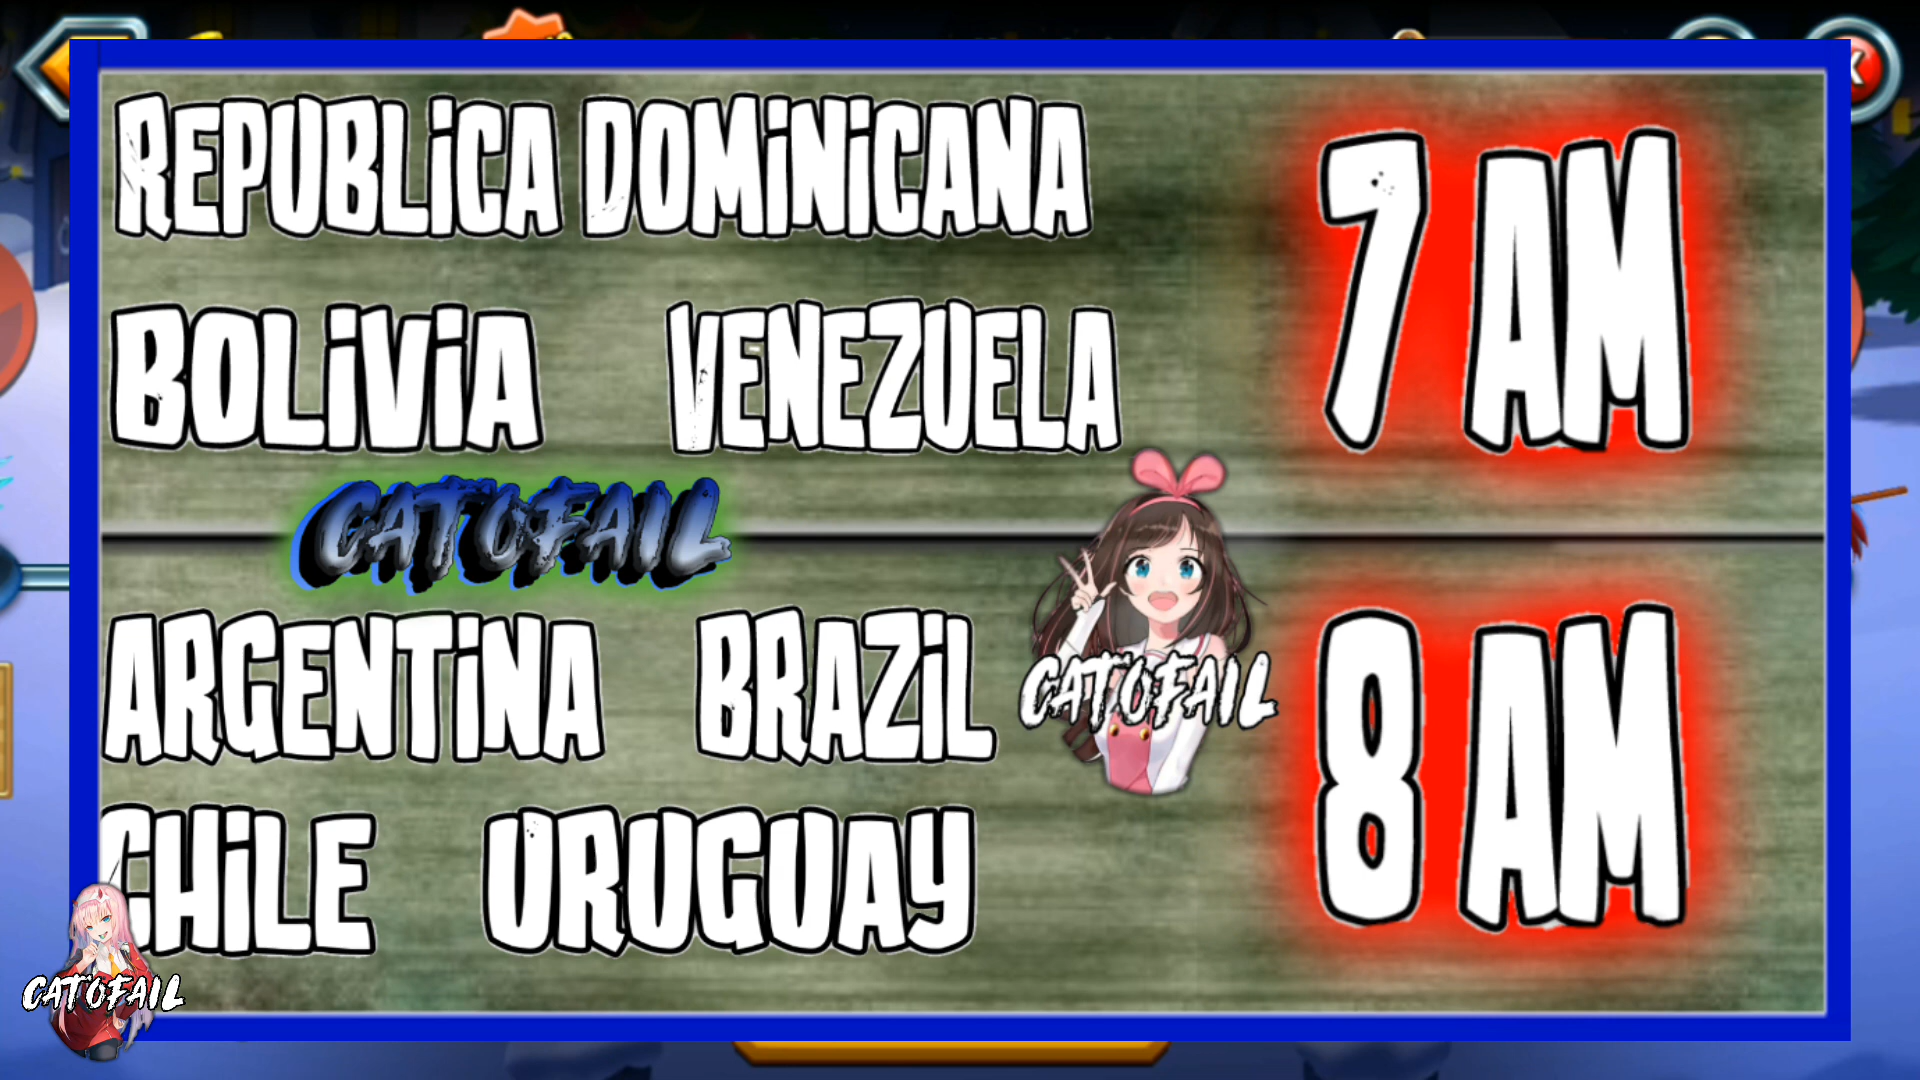 REPUBLiCA DOMiNiCANA
7 AM
BOLiViA VENEZUELA
CATOFAIL
ARGENTiNA BRAZiL
CATOFAIL
8 AM
CHiLE URUGUAY
CATOFAIL